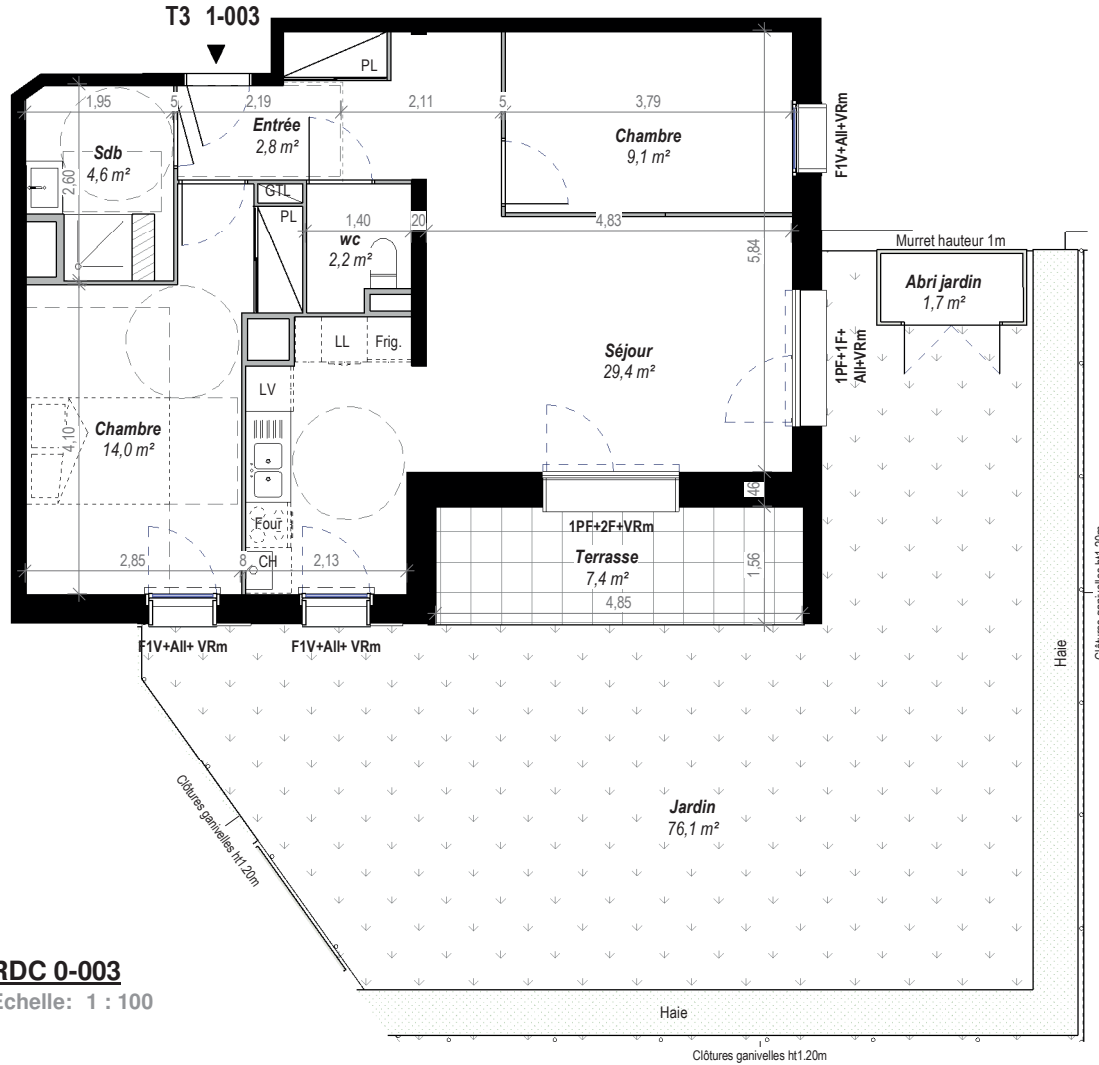 T3 1-003
PL
1,95
5
2,19
2,11
5
3,79
Entrée
2,8 m²
Chambre
9,1 m²
F1V+All+VRm
Sdb
4,6 m²
2,60
GTL
PL
1,40
20
4,83
wc
2,2 m²
5,84
Murret hauteur 1m
Abri jardin
1,7 m²
LL
Frig.
Séjour
29,4 m²
1PF+1F+
All+VRm
LV
Chambre
14,0 m²
4,10
46
Four
1PF+2F+VRm
Terrasse
7,4 m²
1,56
2,85
8
CH
2,13
4,85
F1V+All+ VRm
F1V+All+ VRm
Haie
Clôtures ganivelles ht1.20m
Clôtures ganivelles ht1.20m
Jardin
76,1 m²
RDC 0-003
Echelle: 1 : 100
Haie
Clôtures ganivelles ht1.20m